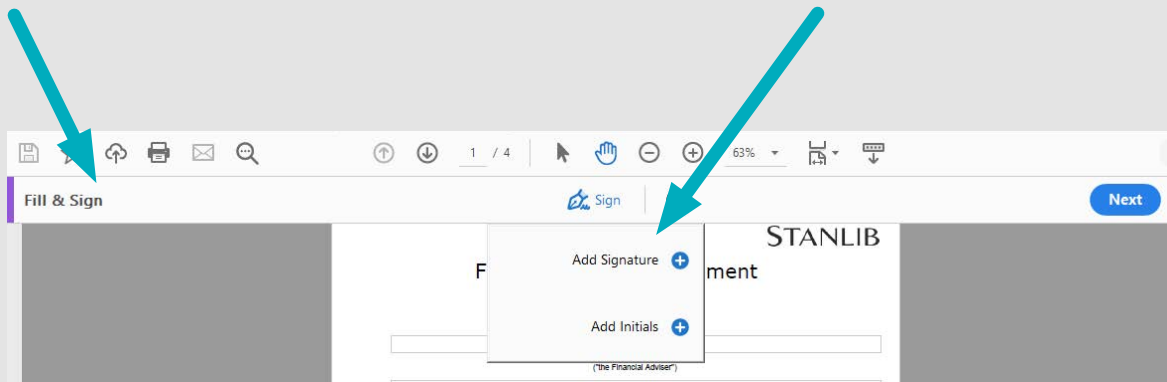 1 / 4 63%
Fill & Sign Sign Next
STANLIB
Add Signature
F ment
Add Initials
("the Financial Adviser")